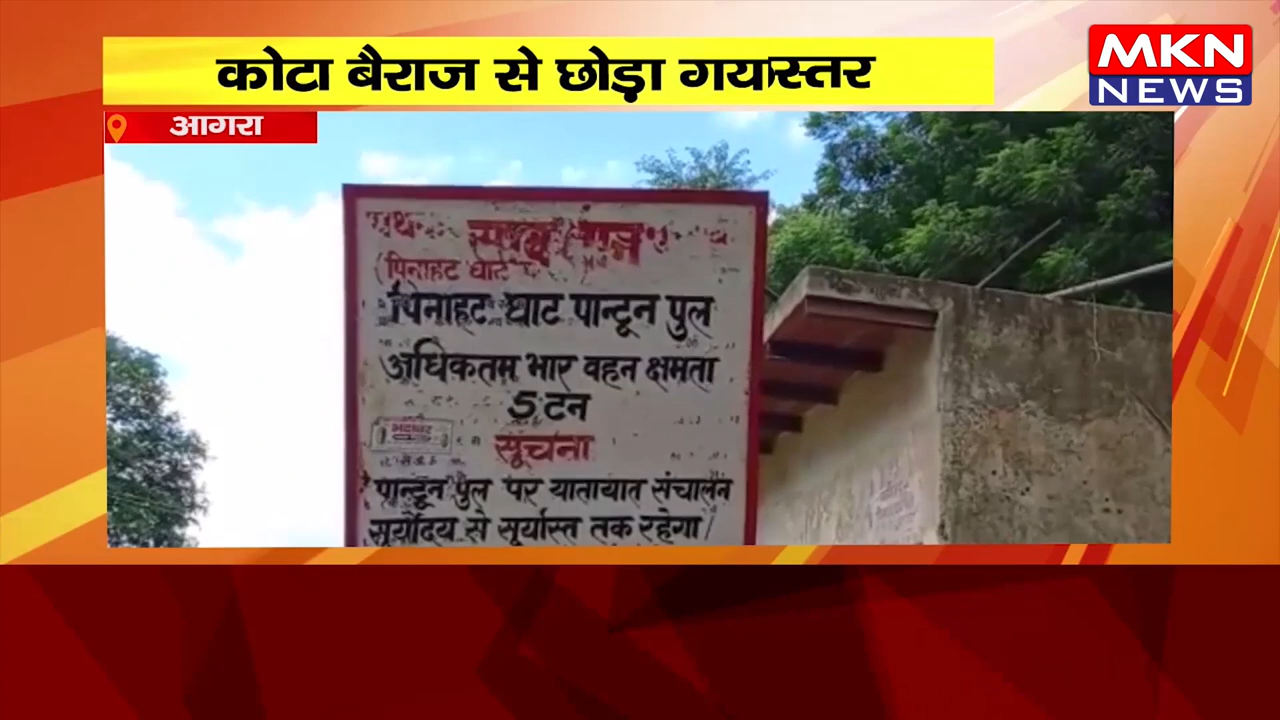 कोटा बैराज से छोड़ा गयास्तर
MKN
NEWS
आगरा
पिनाहट घाट
पिनाहट घाट पान्टून पुल
अधिकतम भार वहन क्षमता
5 टन
सूचना
पान्टून पुल पर यातायात संचालन
सूर्योदय से सूर्यास्त तक रहेगा